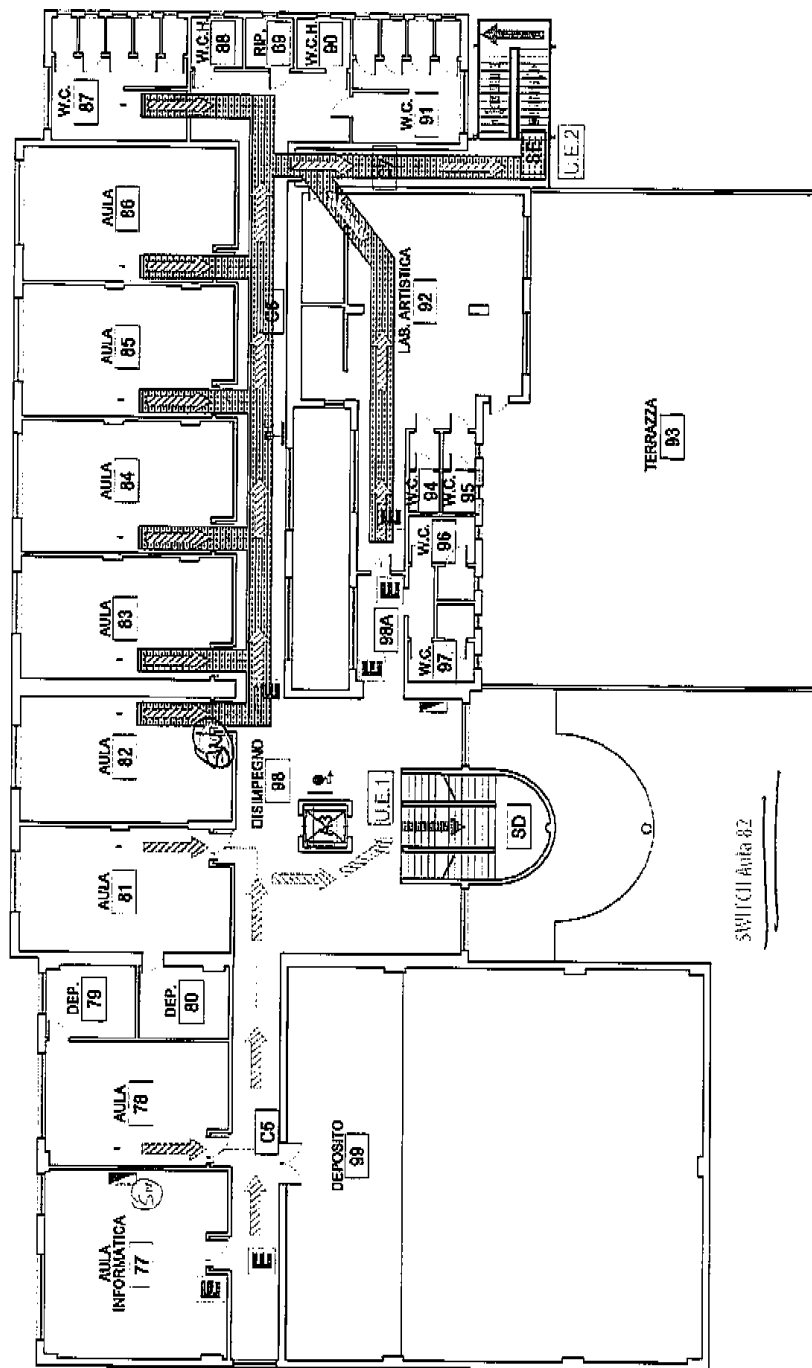 W.C.
87
W.C.H.
88
RIP.
89
W.C.H.
90
W.C.
91
U.E.2
AULA
86
AULA
85
AULA
84
AULA
83
AULA
82
AULA
81
DEP.
79
DEP.
80
AULA
78
AULA
INFORMATICA
77
C6
LAB. ARTISTICA
92
TERRAZZA
93
W.C.
94
W.C.
95
W.C.
96
W.C.
97
98A
DISIMPEGNO
98
A3
U.E.1
SD
C5
DEPOSITO
99
SWITCH Aula 82